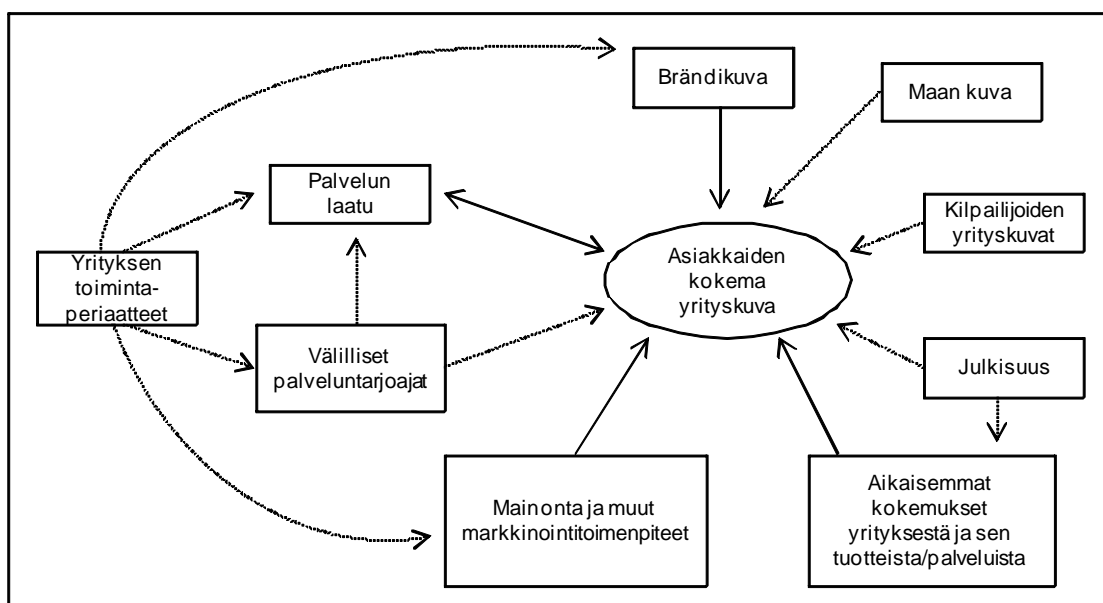 Brändikuva
Maan kuva
Palvelun
laatu
Kilpailijoiden
yrityskuvat
Yrityksen
toiminta-
periaatteet
Asiakkaiden
kokema
yrityskuva
Välilliset
palveluntarjoajat
Julkisuus
Mainonta ja muut
markkinointitoimenpiteet
Aikaisemmat
kokemukset
yrityksestä ja sen
tuotteista/palveluista